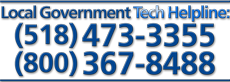 Local Government Tech Helpline:
(518) 473-3355
(800) 367-8488